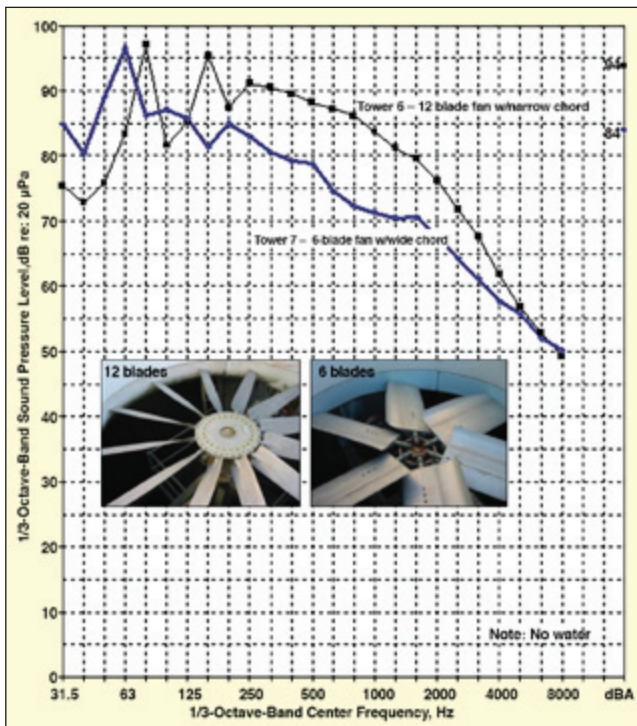 100
90
80
70
60
50
40
30
20
10
0
1/3-Octave-Band Sound Pressure Level,dB re: 20 µPa
94
84
Tower 6 – 12 blade fan w/narrow chord
Tower 7 – 6-blade fan w/wide chord
12 blades
6 blades
Note: No water
31.5 63 125 250 500 1000 2000 4000 8000 dBA
1/3-Octave-Band Center Frequency, Hz